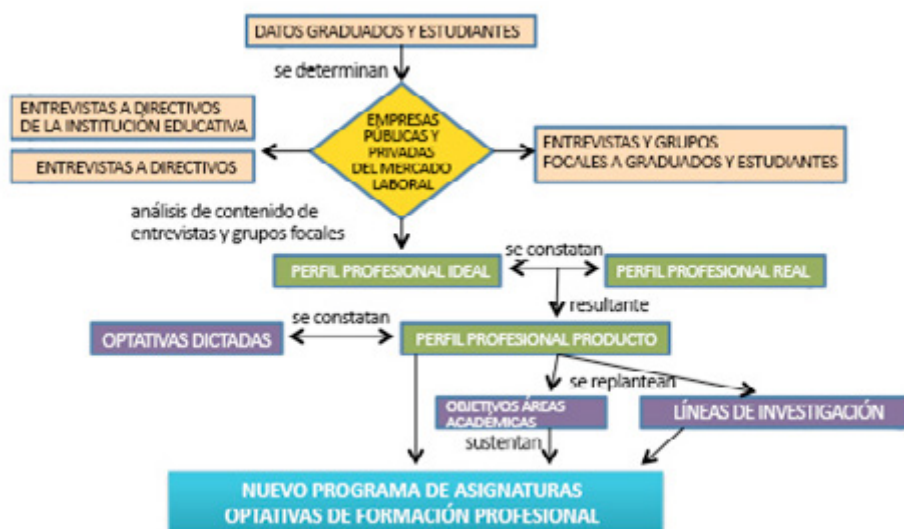 DATOS GRADUADOS Y ESTUDIANTES
se determinan
ENTREVISTAS A DIRECTIVOS
DE LA INSTITUCIÓN EDUCATIVA
ENTREVISTAS A DIRECTIVOS
EMPRESAS
PÚBLICAS Y
PRIVADAS
DEL MERCADO
LABORAL
ENTREVISTAS Y GRUPOS
FOCALES A GRADUADOS Y ESTUDIANTES
análisis de contenido de
entrevistas y grupos focales
PERFIL PROFESIONAL IDEAL
se constatan
PERFIL PROFESIONAL REAL
resultante
OPTATIVAS DICTADAS
se constatan
PERFIL PROFESIONAL PRODUCTO
se replantean
OBJETIVOS ÁREAS
ACADÉMICAS
LÍNEAS DE INVESTIGACIÓN
sustentan
NUEVO PROGRAMA DE ASIGNATURAS
OPTATIVAS DE FORMACIÓN PROFESIONAL